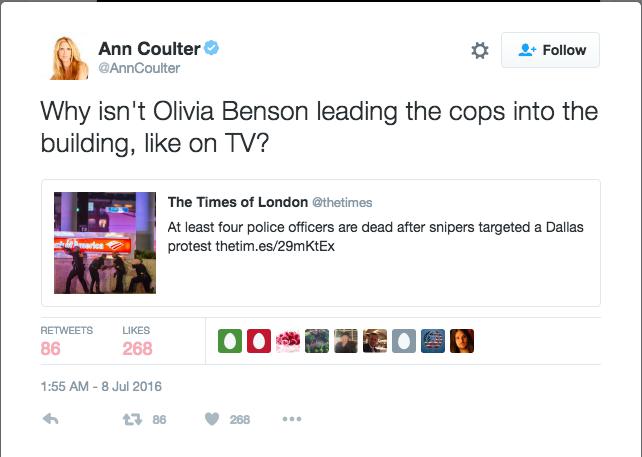 Ann Coulter
@AnnCoulter
Follow
Why isn't Olivia Benson leading the cops into the
building, like on TV?
The Times of London @thetimes
At least four police officers are dead after snipers targeted a Dallas
protest thetim.es/29mKtEx
RETWEETS LIKES
86 268
1:55 AM - 8 Jul 2016
86 268